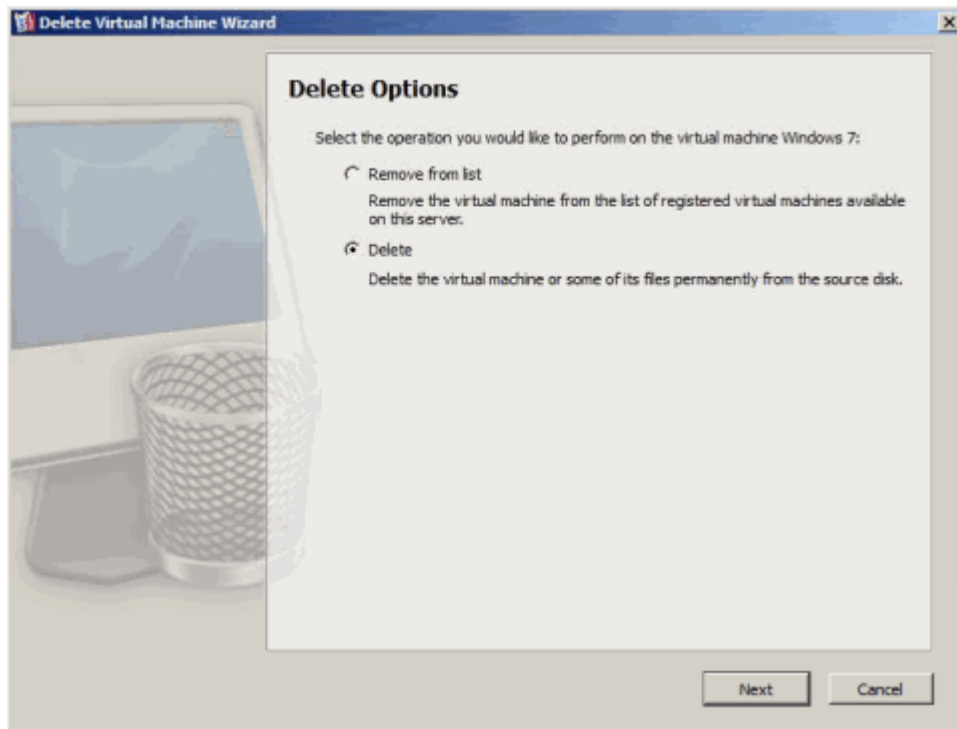 Delete Virtual Machine Wizard
Delete Options
Select the operation you would like to perform on the virtual machine Windows 7:
Remove from list
Remove the virtual machine from the list of registered virtual machines available
on this server.
Delete
Delete the virtual machine or some of its files permanently from the source disk.
Next
Cancel